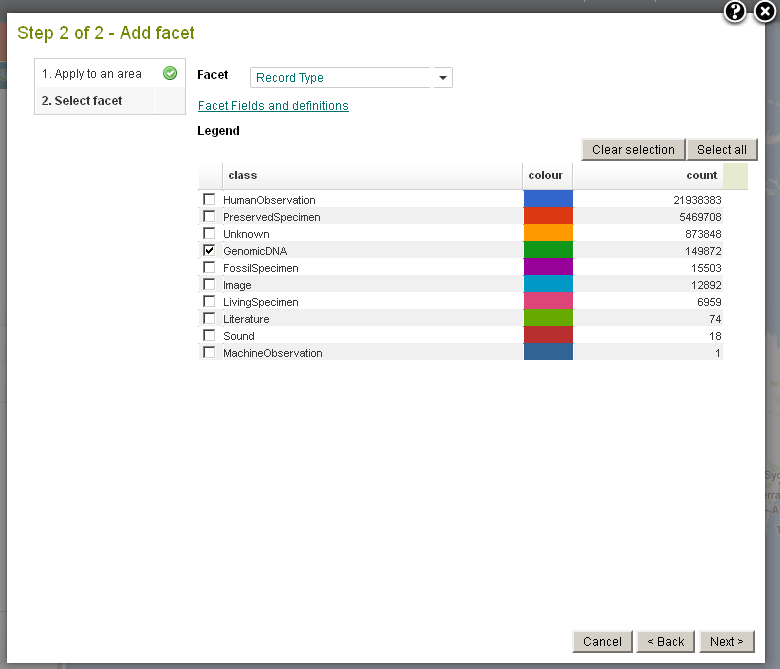 Step 2 of 2 - Add facet
1. Apply to an area
2. Select facet
Facet Record Type
Facet Fields and definitions
Legend
Clear selection Select all
class colour count
HumanObservation 21938383
PreservedSpecimen 5469708
Unknown 873848
GenomicDNA 149872
FossilSpecimen 15503
Image 12892
LivingSpecimen 6959
Literature 74
Sound 18
MachineObservation 1
Cancel < Back Next >